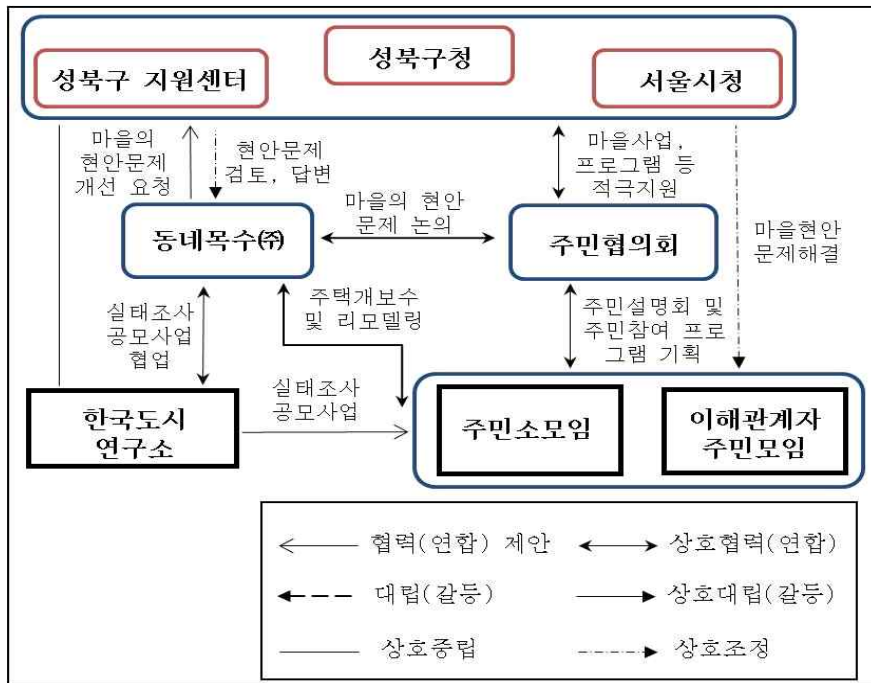 성북구청
성북구 지원센터
서울시청
마을의
현안문제
개선 요청
현안문제
검토, 답변
마을사업,
프로그램 등
적극지원
마을의 현안
문제 논의
동네목수㈜
주민협의회
마을현안
문제해결
실태조사
공모사업
협업
주택개보수
및 리모델링
주민설명회 및
주민참여 프로
그램 기획
실태조사
공모사업
한국도시
연구소
주민소모임
이해관계자
주민모임
협력(연합) 제안
상호협력(연합)
대립(갈등)
상호대립(갈등)
상호중립
상호조정